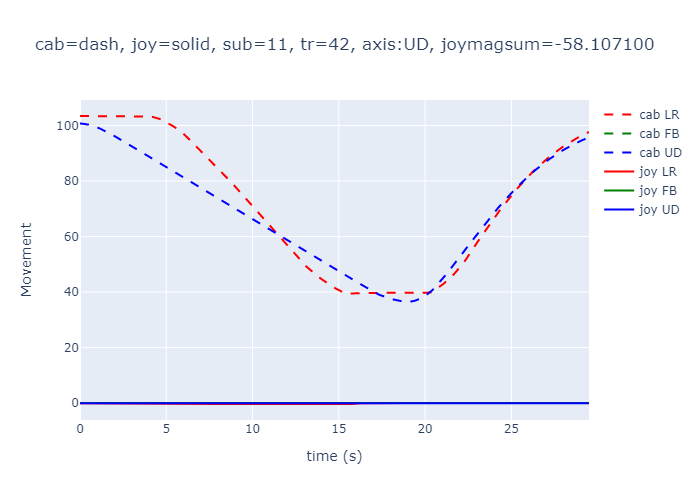 cab=dash, joy=solid, sub=11, tr=42, axis:UD, joymagsum=-58.107100
Movement
100
80
60
40
20
0
0 5 10 15 20 25
time (s)
cab LR
cab FB
cab UD
joy LR
joy FB
joy UD